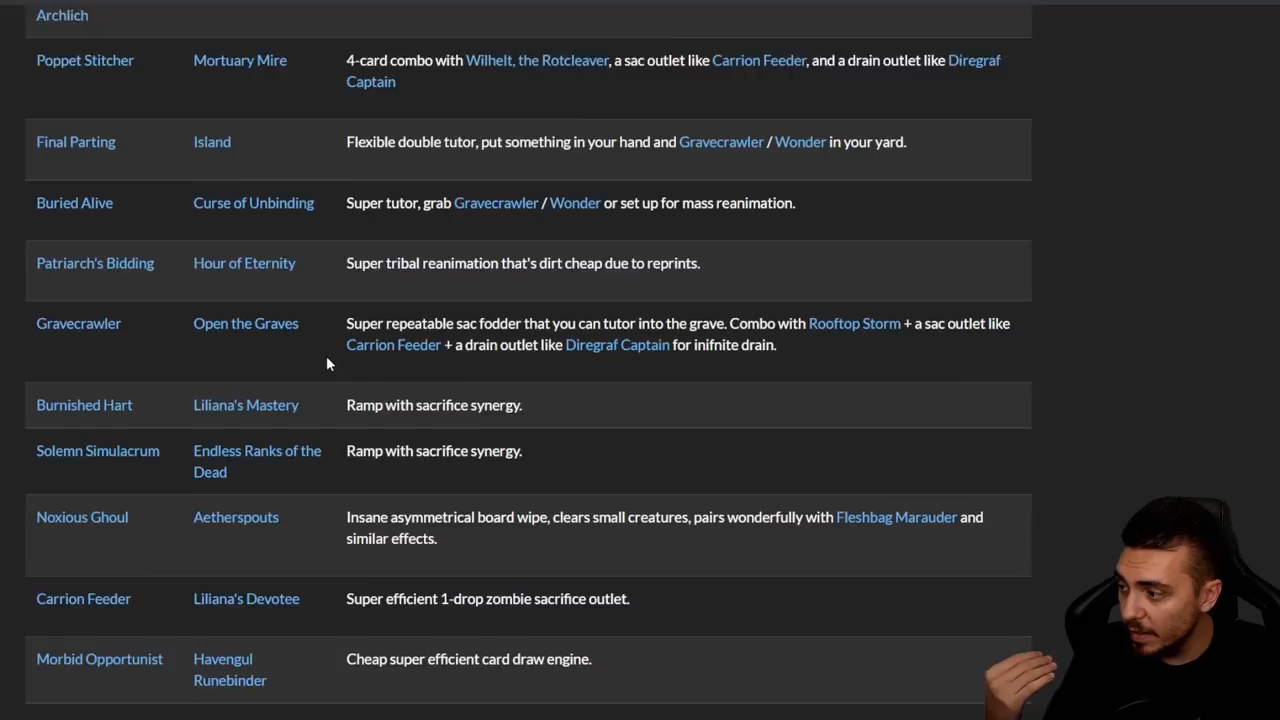 Archlich
Poppet Stitcher Mortuary Mire 4-card combo with Wilhelt, the Rotcleaver, a sac outlet like Carrion Feeder, and a drain outlet like Diregraf
Captain
Final Parting Island Flexible double tutor, put something in your hand and Gravecrawler / Wonder in your yard.
Buried Alive Curse of Unbinding Super tutor, grab Gravecrawler / Wonder or set up for mass reanimation.
Patriarch's Bidding Hour of Eternity Super tribal reanimation that's dirt cheap due to reprints.
Gravecrawler Open the Graves Super repeatable sac fodder that you can tutor into the grave. Combo with Rooftop Storm + a sac outlet like
Carrion Feeder + a drain outlet like Diregraf Captain for inifnite drain.
Burnished Hart Liliana's Mastery Ramp with sacrifice synergy.
Solemn Simulacrum Endless Ranks of the Ramp with sacrifice synergy.
Dead
Noxious Ghoul Aetherspouts Insane asymmetrical board wipe, clears small creatures, pairs wonderfully with Fleshbag Marauder and
similar effects.
Carrion Feeder Liliana's Devotee Super efficient 1-drop zombie sacrifice outlet.
Morbid Opportunist Havengul Cheap super efficient card draw engine.
Runebinder